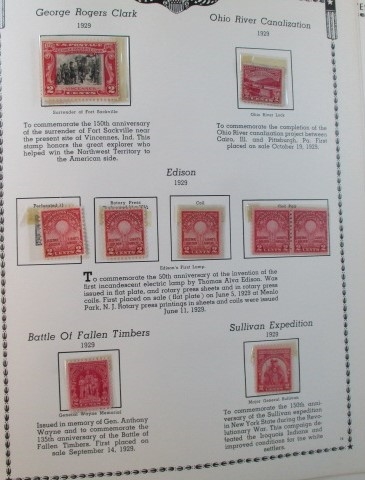 George Rogers Clark
1929
Surrender of Fort Sackville
To commemorate the 150th anniversary
of the surrender of Fort Sackville near
the present site of Vincennes, Ind. This
stamp honors the great explorer who
helped win the Northwest Territory to
the American side.
Ohio River Canalization
1929
Ohio River Lock
To commemorate the completion of the
Ohio River canalization project between
Cairo, Ill. and Pittsburgh, Pa. First
placed on sale October 19, 1929.
Edison
1929
Perforated 11
Rotary Press
Coil
Edison's First Lamp
To commemorate the 50th anniversary of the invention of the
first incandescent electric lamp by Thomas Alva Edison. Was
issued in flat plate, and rotary press sheets and in rotary press
coils. First placed on sale (flat plate) on June 5, 1929 at Menlo
Park, N. J. Rotary press printings in sheets and coils were issued
June 11, 1929.
Battle Of Fallen Timbers
1929
General Wayne Memorial
Issued in memory of Gen. Anthony
Wayne and to commemorate the
135th anniversary of the Battle of
Fallen Timbers. First placed on
sale September 14, 1929.
Sullivan Expedition
1929
Major General Sullivan
To commemorate the 150th anni-
versary of the Sullivan expedition
in New York State during the Revo-
lutionary War. This campaign de-
feated the Iroquois Indians and
improved conditions for the white
settlers.